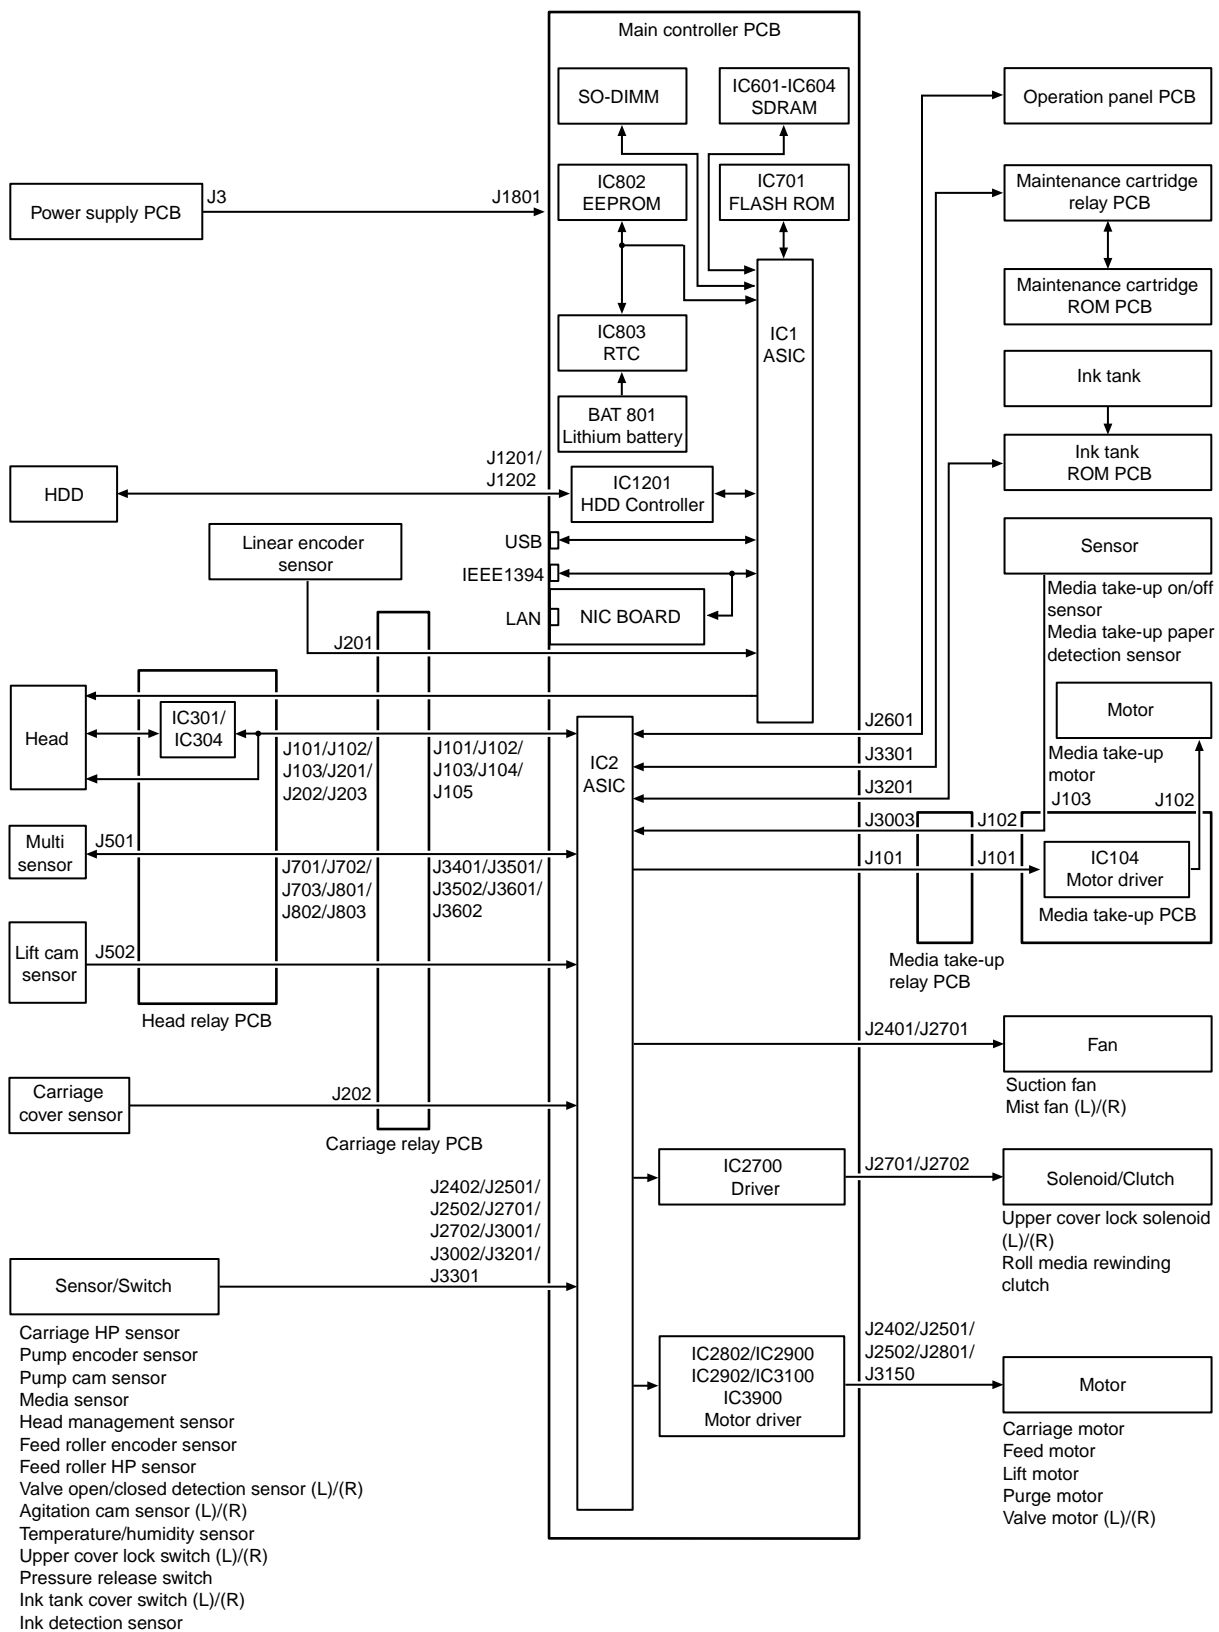 Main controller PCB
SO-DIMM
IC601-IC604
SDRAM
Operation panel PCB
IC802
EEPROM
IC701
FLASH ROM
Maintenance cartridge
relay PCB
Power supply PCB
J3
J1801
Maintenance cartridge
ROM PCB
IC803
RTC
IC1
ASIC
Ink tank
BAT 801
Lithium battery
Ink tank
ROM PCB
HDD
J1201/
J1202
IC1201
HDD Controller
Linear encoder
sensor
USB
IEEE1394
LAN
NIC BOARD
Sensor
Media take-up on/off
sensor
Media take-up paper
detection sensor
J201
Head
IC301/
IC304
J101/J102/
J103/J201/
J202/J203
J101/J102/
J103/J104/
J105
IC2
ASIC
J2601
J3301
J3201
Motor
Media take-up
motor
J103
J102
J3003
J102
J101
J101
IC104
Motor driver
Media take-up PCB
Media take-up
relay PCB
Multi
sensor
J501
J701/J702/
J703/J801/
J802/J803
J3401/J3501/
J3502/J3601/
J3602
Lift cam
sensor
J502
Head relay PCB
J2401/J2701
Fan
Suction fan
Mist fan (L)/(R)
Carriage
cover sensor
J202
Carriage relay PCB
IC2700
Driver
J2701/J2702
Solenoid/Clutch
Upper cover lock solenoid
(L)/(R)
Roll media rewinding
clutch
J2402/J2501/
J2502/J2701/
J2702/J3001/
J3002/J3201/
J3301
Sensor/Switch
Carriage HP sensor
Pump encoder sensor
Pump cam sensor
Media sensor
Head management sensor
Feed roller encoder sensor
Feed roller HP sensor
Valve open/closed detection sensor (L)/(R)
Agitation cam sensor (L)/(R)
Temperature/humidity sensor
Upper cover lock switch (L)/(R)
Pressure release switch
Ink tank cover switch (L)/(R)
Ink detection sensor
IC2802/IC2900
IC2902/IC3100
IC3900
Motor driver
J2402/J2501/
J2502/J2801/
J3150
Motor
Carriage motor
Feed motor
Lift motor
Purge motor
Valve motor (L)/(R)